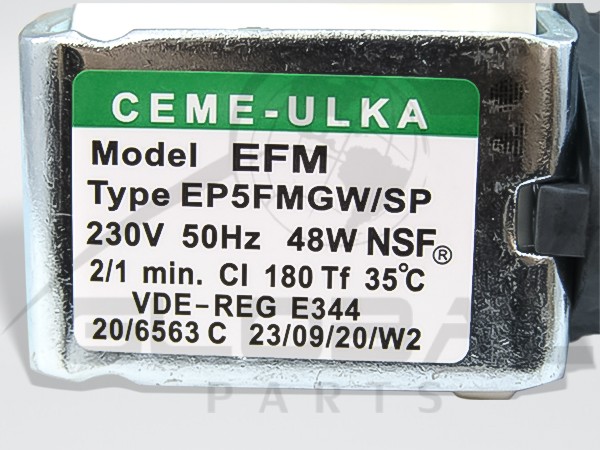 CEME-ULKA
Model EFM
Type EP5FMGW/SP
230V 50Hz 48W NSF®
2/1 min. Cl 180 Tf 35°C
VDE-REG E344
20/6563 C 23/09/20/W2
PARTS